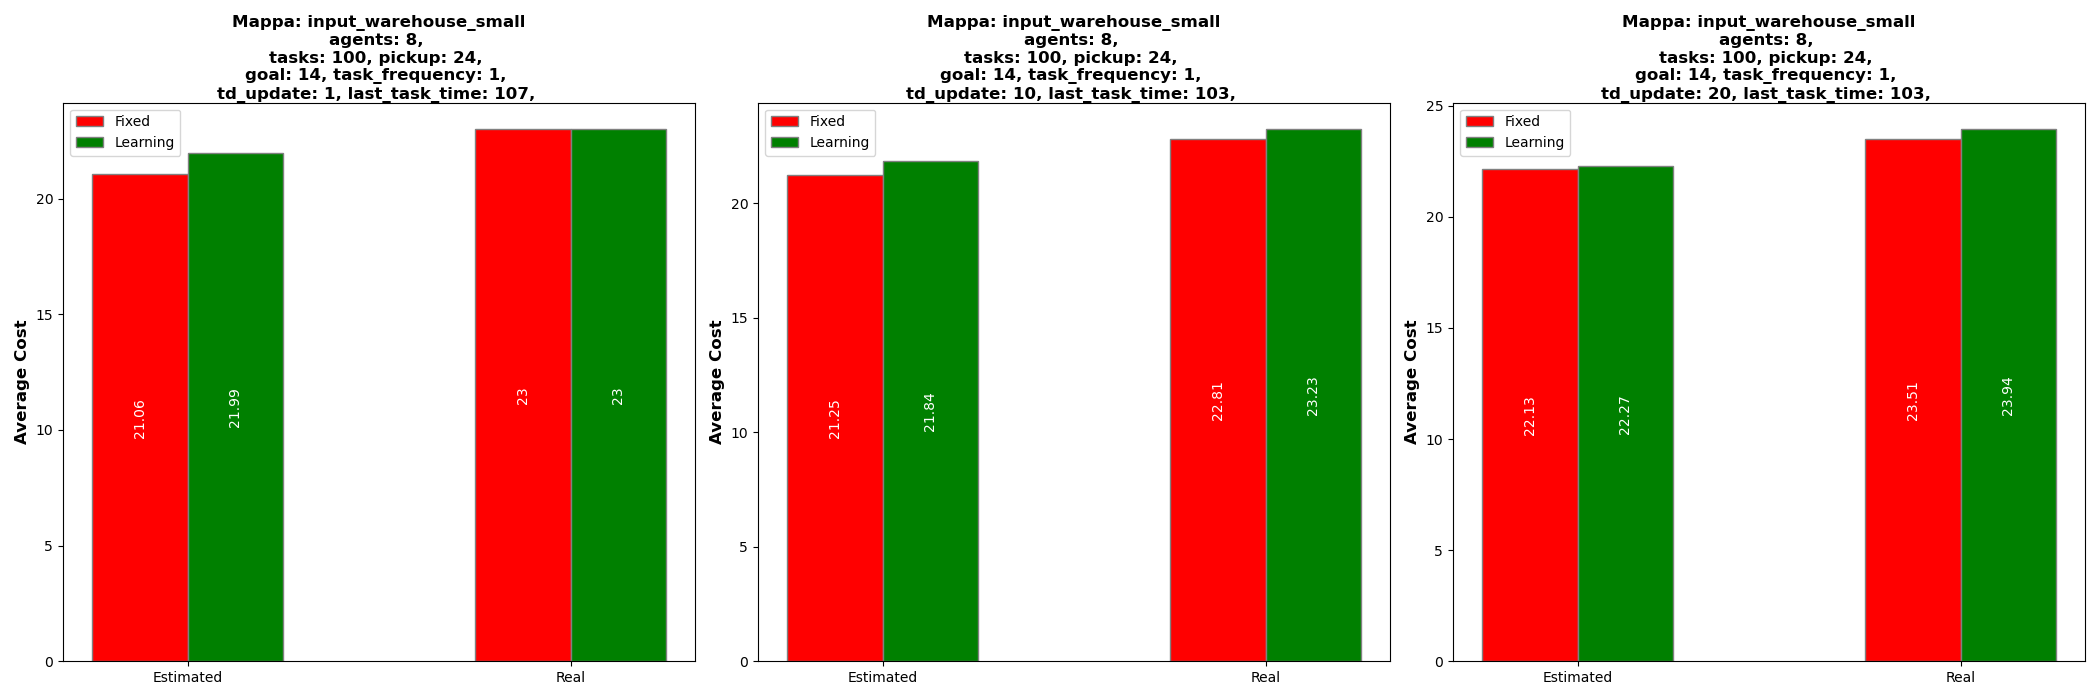 Mappa: input_warehouse_small
agents: 8,
tasks: 100, pickup: 24,
goal: 14, task_frequency: 1,
td_update: 1, last_task_time: 107,
Fixed
Learning
20
15
10
5
0
Average Cost
21.06
21.99
23
23
Estimated
Real
Mappa: input_warehouse_small
agents: 8,
tasks: 100, pickup: 24,
goal: 14, task_frequency: 1,
td_update: 10, last_task_time: 103,
Fixed
Learning
20
15
10
5
0
Average Cost
21.25
21.84
22.81
23.23
Estimated
Real
Mappa: input_warehouse_small
agents: 8,
tasks: 100, pickup: 24,
goal: 14, task_frequency: 1,
td_update: 20, last_task_time: 103,
Fixed
Learning
25
20
15
10
5
0
Average Cost
22.13
22.27
23.51
23.94
Estimated
Real